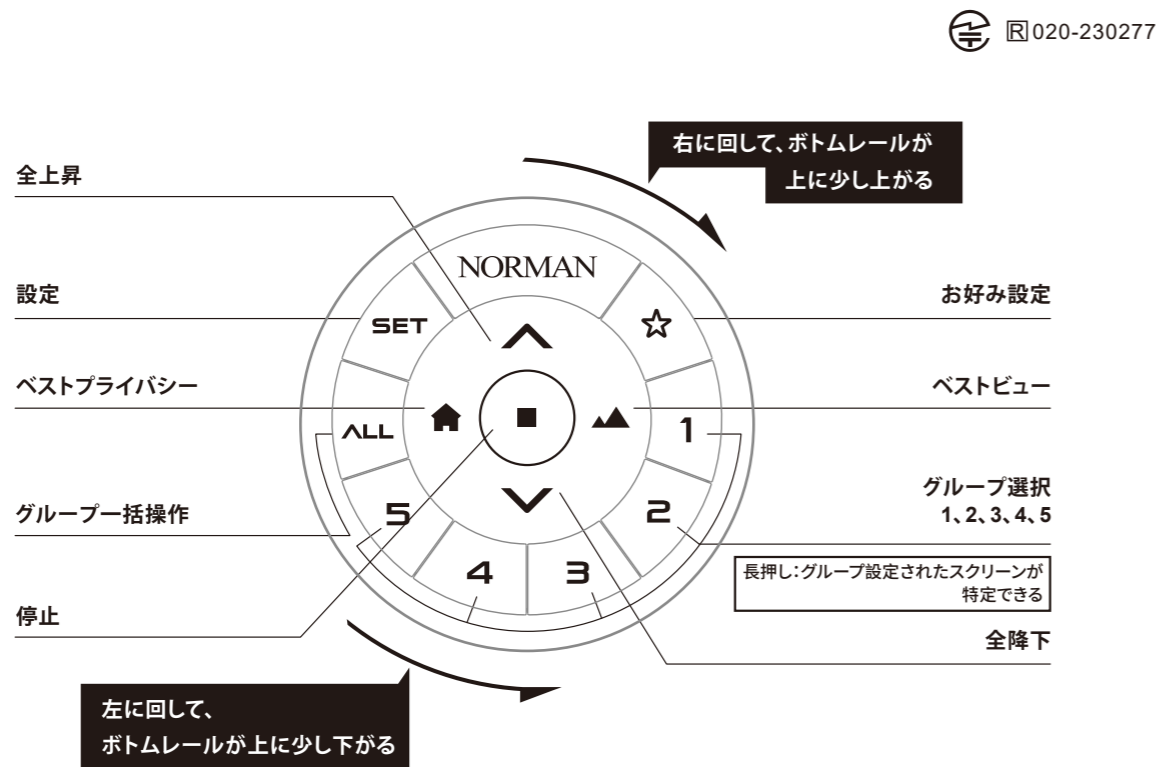 R 020-230277
右に回して、ボトムレールが
上に少し上がる
全上昇
設定
ベストプライバシー
グループ一括操作
停止
NORMAN
SET
ALL
1
2
3
4
5
お好み設定
ベストビュー
グループ選択
1、2、3、4、5
長押し:グループ設定されたスクリーンが
特定できる
全降下
左に回して、
ボトムレールが上に少し下がる